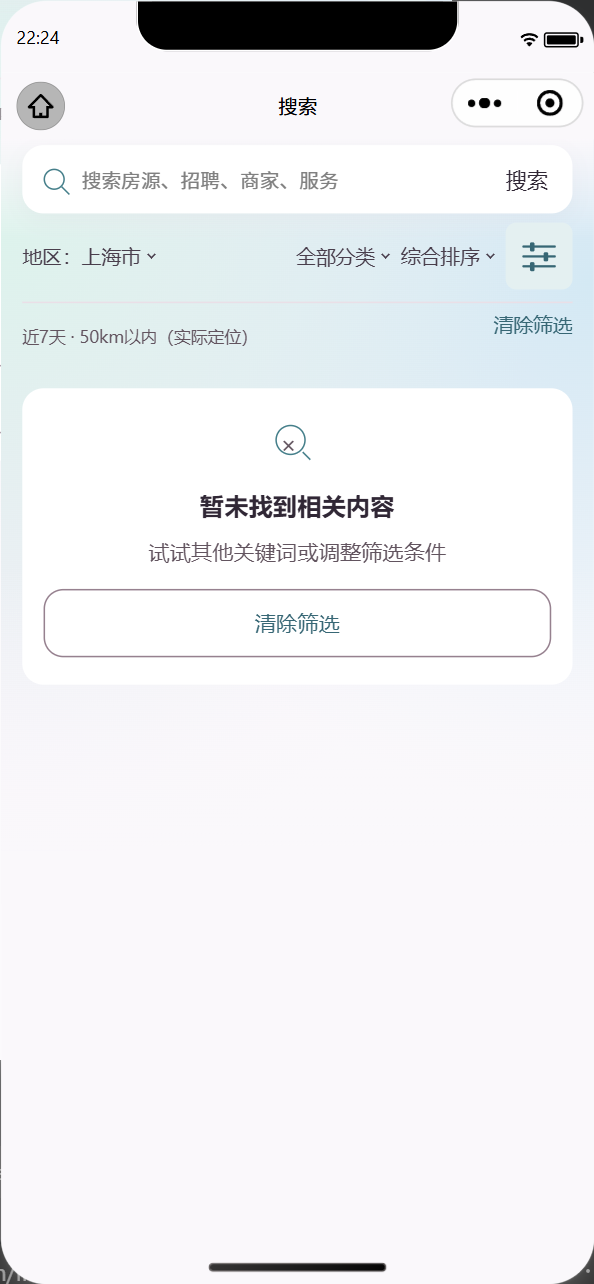 22:24
搜索
搜索房源、招聘、商家、服务 搜索
地区：上海市 全部分类 综合排序
清除筛选
近7天 · 50km以内（实际定位）
暂未找到相关内容
试试其他关键词或调整筛选条件
清除筛选